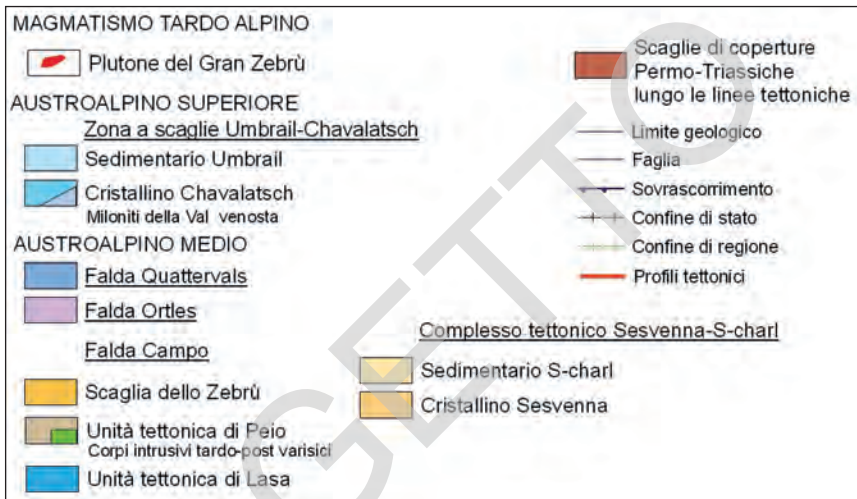 MAGMATISMO TARDO ALPINO
Plutone del Gran Zebrù
AUSTROALPINO SUPERIORE
Zona a scaglie Umbrail-Chavalatsch
Sedimentario Umbrail
Cristallino Chavalatsch
Miloniti della Val venosta
AUSTROALPINO MEDIO
Falda Quattervals
Falda Ortles
Falda Campo
Scaglia dello Zebrù
Unità tettonica di Peio
Corpi intrusivi tardo-post varisici
Unità tettonica di Lasa
Scaglie di coperture
Permo-Triassiche
lungo le linee tettoniche
Limite geologico
Faglia
Sovrascorrimento
Confine di stato
Confine di regione
Profili tettonici
Complesso tettonico Sesvenna-S-charl
Sedimentario S-charl
Cristallino Sesvenna
GETTO